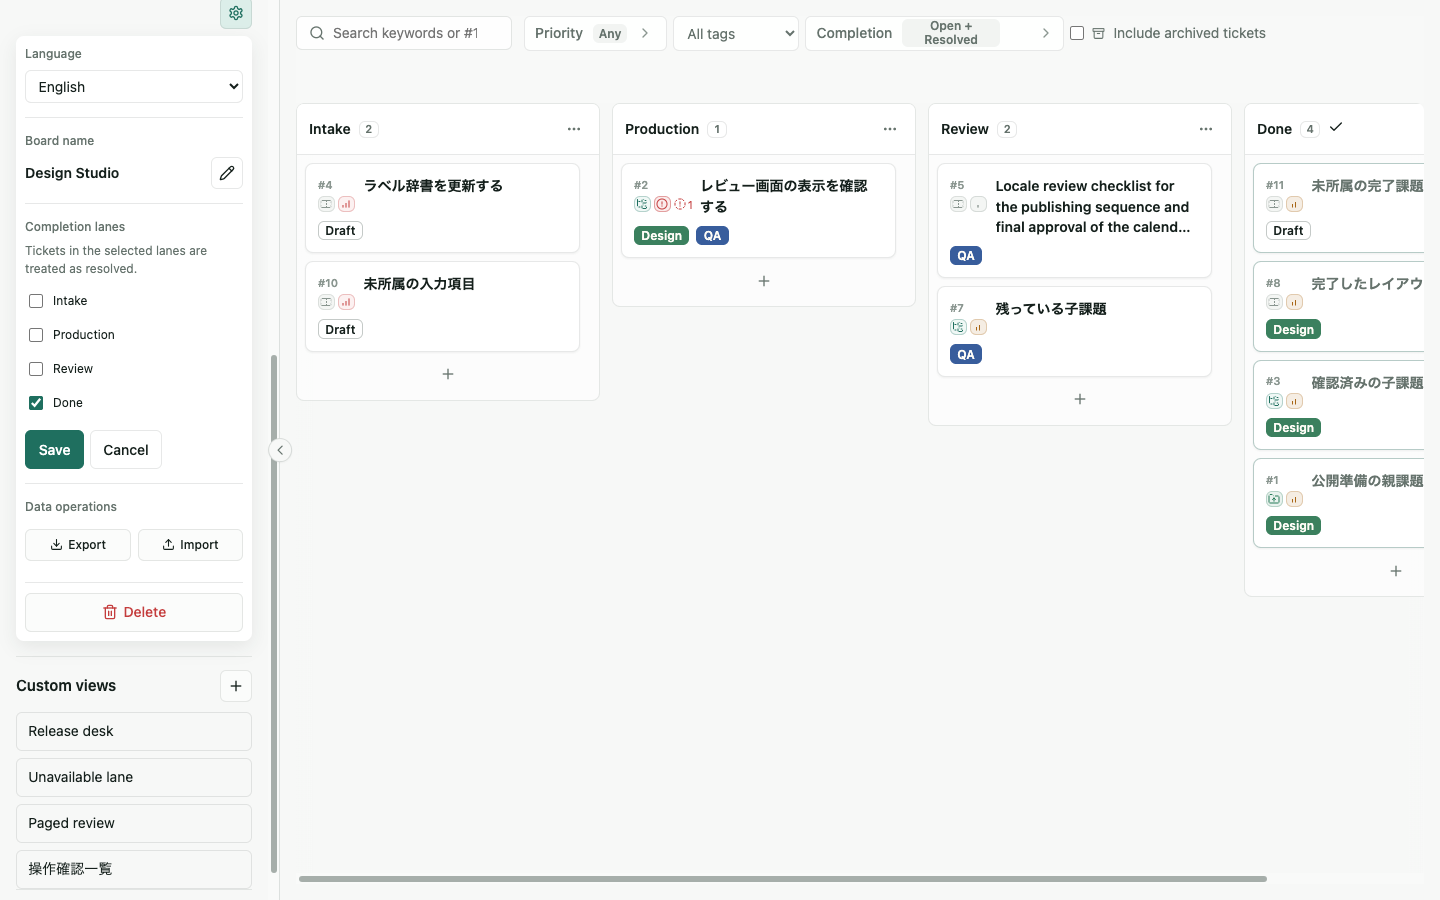 Language
English
Board name
Design Studio
Completion lanes
Tickets in the selected lanes are
treated as resolved.
Intake
Production
Review
Done
Save
Cancel
Data operations
Export
Import
Delete
Custom views
Release desk
Unavailable lane
Paged review
操作確認一覧
Search keywords or #1
Priority
Any
All tags
Completion
Open +
Resolved
Include archived tickets
Intake
2
#4
ラベル辞書を更新する
Draft
#10
未所属の入力項目
Draft
Production
1
#2
レビュー画面の表示を確認
する
1
Design
QA
Review
2
#5
Locale review checklist for
the publishing sequence and
final approval of the calend...
QA
#7
残っている子課題
QA
Done
4
#11
未所属の完了課題
Draft
#8
完了したレイアウ
Design
#3
確認済みの子課題
Design
#1
公開準備の親課題
Design